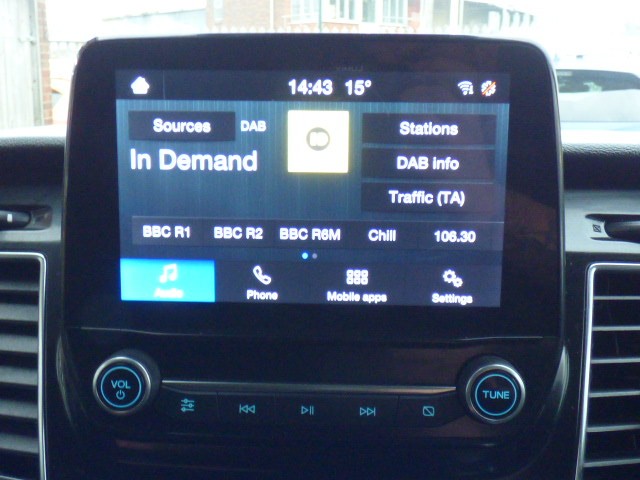 14:43 15°
Sources DAB
Stations
In Demand
DAB info
Traffic (TA)
BBC R1 BBC R2 BBC R6M Chill 106.30
Audio Phone Mobile apps Settings
VOL
TUNE